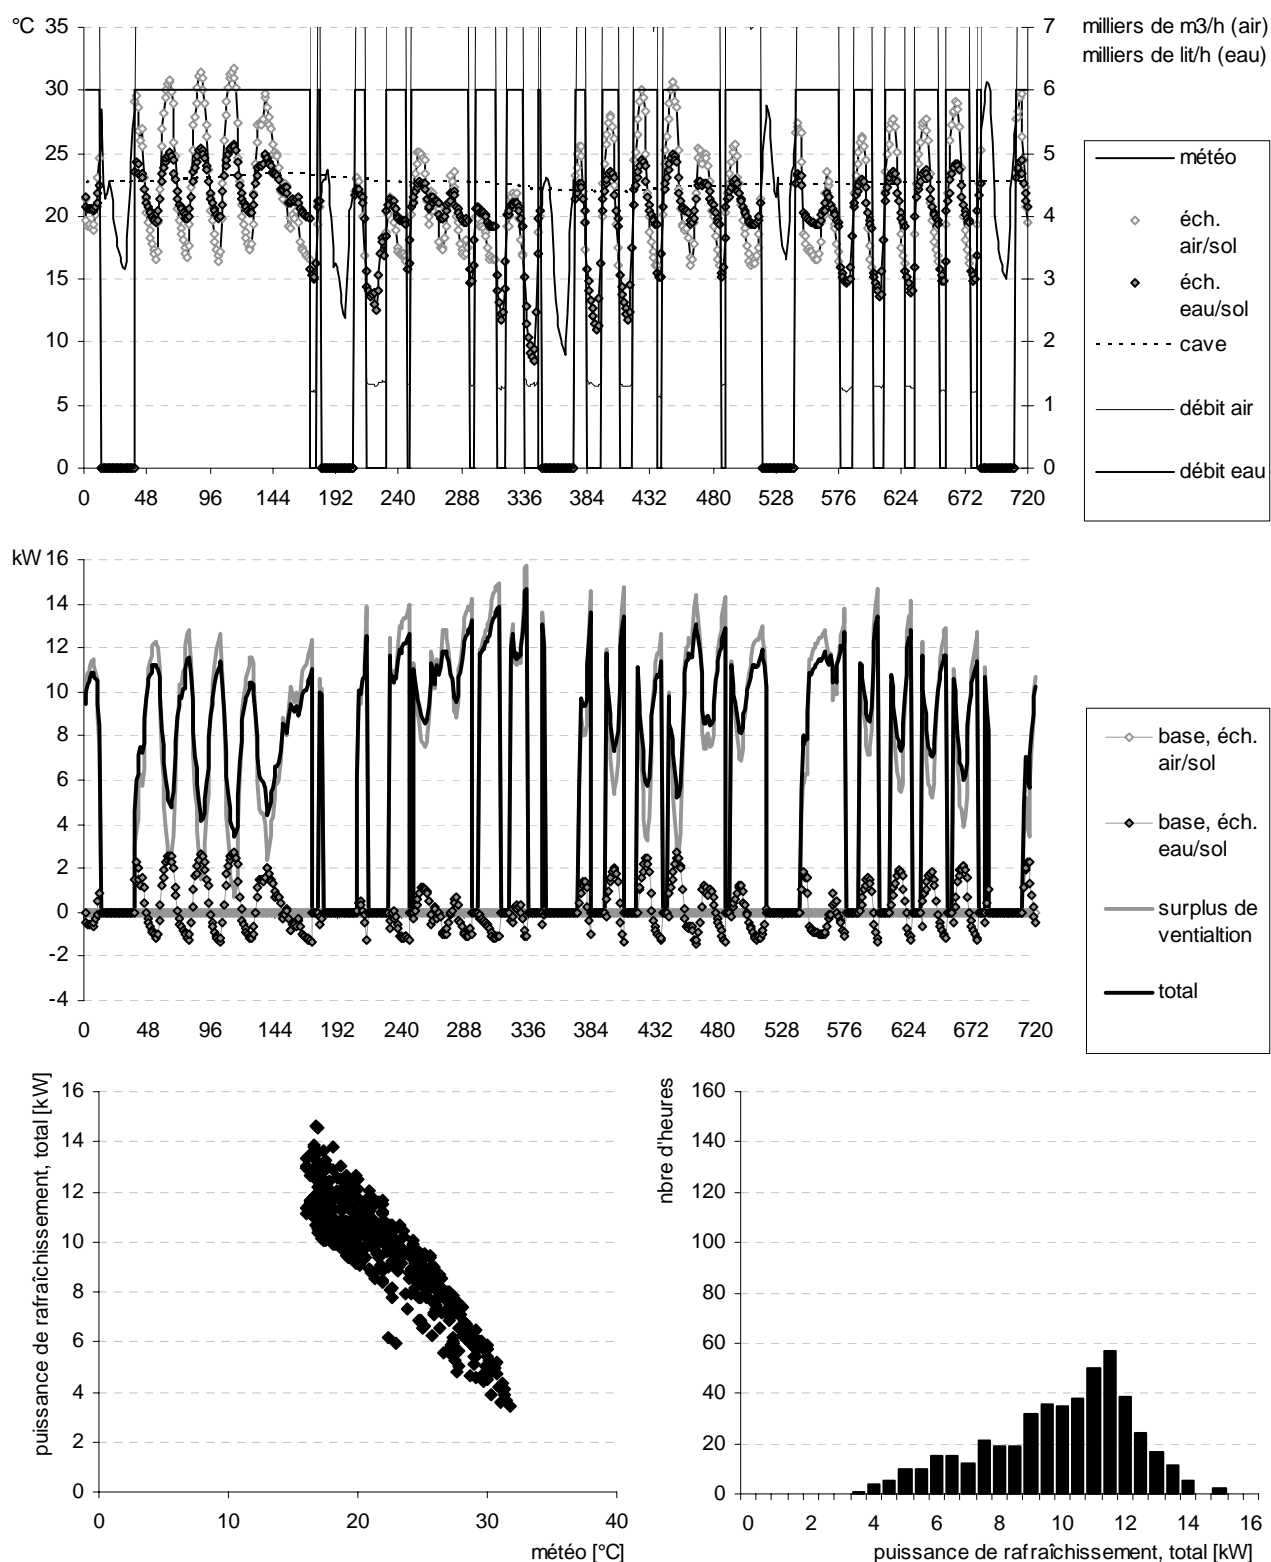 °C
35
30
25
20
15
10
5
0
7
6
5
4
3
2
1
0
milliers de m3/h (air)
milliers de lit/h (eau)
météo
éch.
air/sol
éch.
eau/sol
cave
débit air
débit eau
0 48 96 144 192 240 288 336 384 432 480 528 576 624 672 720
kW
16
14
12
10
8
6
4
2
0
-2
-4
base, éch.
air/sol
base, éch.
eau/sol
surplus de
ventialtion
total
0 48 96 144 192 240 288 336 384 432 480 528 576 624 672 720
puissance de rafraîchissement, total [kW]
16
14
12
10
8
6
4
2
0
0 10 20 30 40
météo [°C]
nbre d'heures
160
140
120
100
80
60
40
20
0
0 2 4 6 8 10 12 14 16
puissance de rafraîchissement, total [kW]